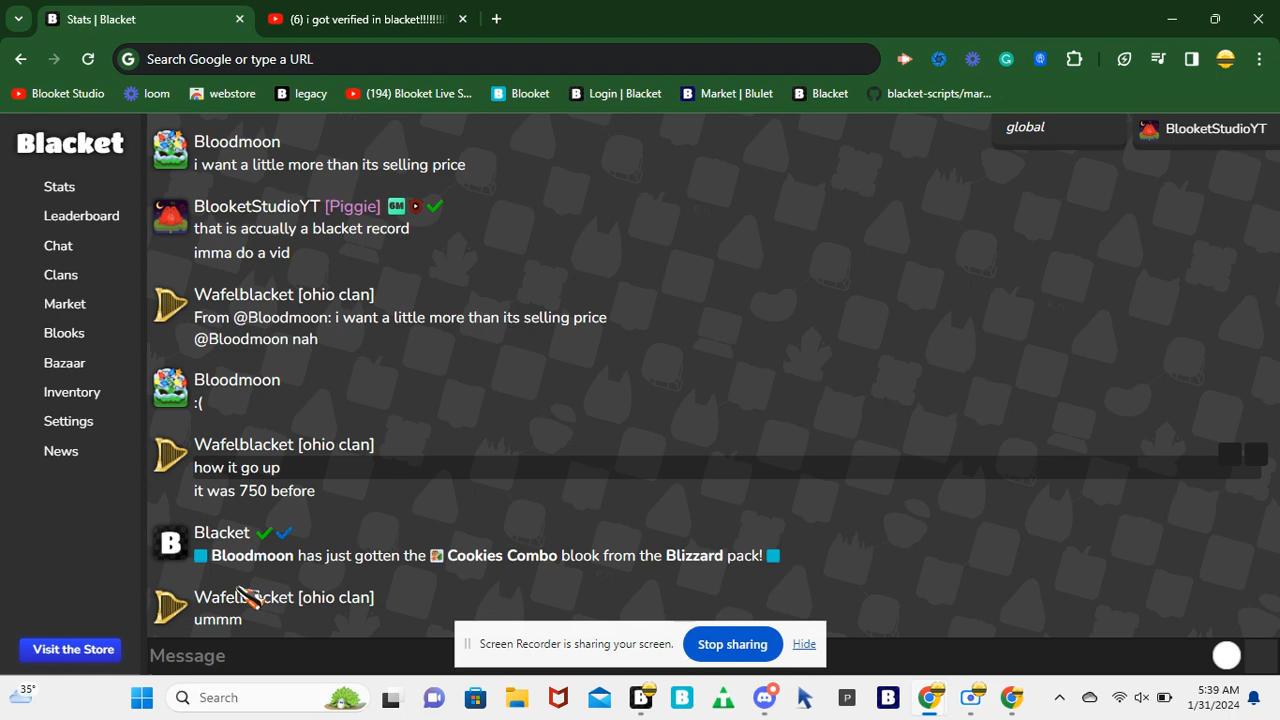 Stats | Blacket
(6) i got verified in blacket!!!!!!!
Search Google or type a URL
Blooket Studio
loom
webstore
legacy
(194) Blooket Live S...
Blooket
Login | Blacket
Market | Blulet
Blacket
blacket-scripts/mar...
Blacket
Stats
Leaderboard
Chat
Clans
Market
Blooks
Bazaar
Inventory
Settings
News
Visit the Store
global
BlooketStudioYT
Bloodmoon
i want a little more than its selling price
BlooketStudioYT [Piggie] 6M
that is accually a blacket record
imma do a vid
Wafelblacket [ohio clan]
From @Bloodmoon: i want a little more than its selling price
@Bloodmoon nah
Bloodmoon
:(
Wafelblacket [ohio clan]
how it go up
it was 750 before
Blacket
Bloodmoon has just gotten the Cookies Combo blook from the Blizzard pack!
Wafelblacket [ohio clan]
ummm
Message
Screen Recorder is sharing your screen.
Stop sharing
Hide
35°
Search
5:39 AM
1/31/2024